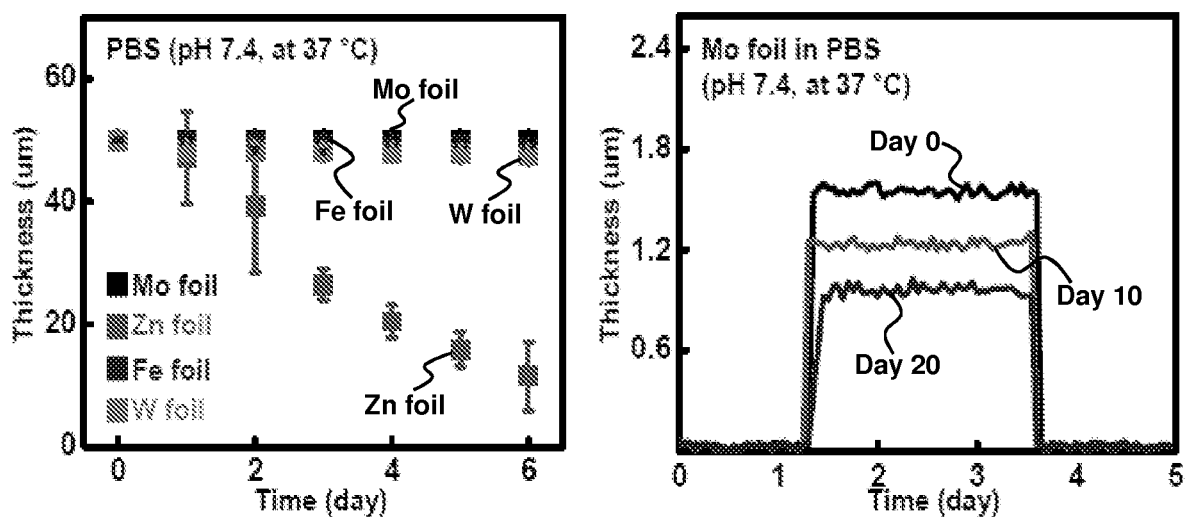 PBS (pH 7.4, at 37 °C)
Mo foil
Fe foil
W foil
Zn foil
Mo foil
Zn foil
Fe foil
W foil
Thickness (um)
60
40
20
0
0 2 4 6
Time (day)
Mo foil in PBS
(pH 7.4, at 37 °C)
Day 0
Day 10
Day 20
Thickness (um)
2.4
1.8
1.2
0.6
0 1 2 3 4 5
Time (day)